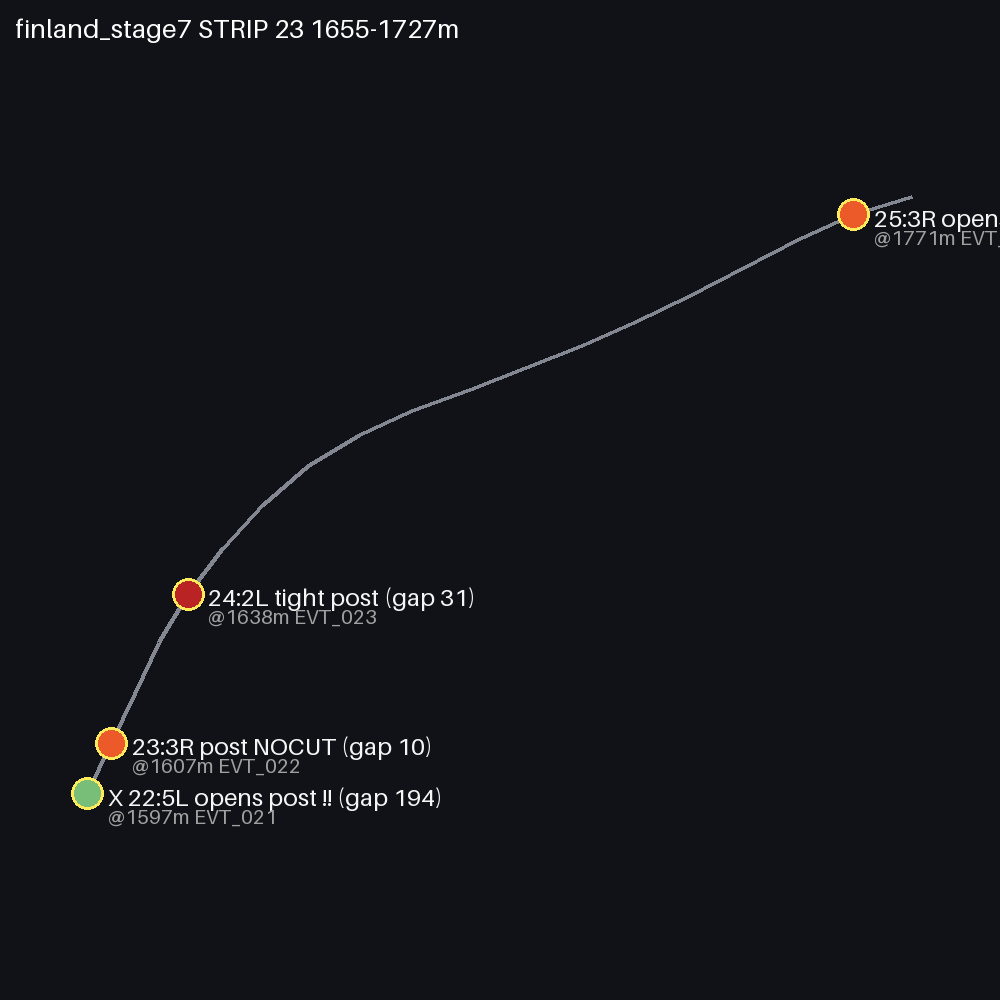 finland_stage7 STRIP 23 1655-1727m
25:3R open
@1771m EVT_
24:2L tight post (gap 31)
@1638m EVT_023
23:3R post NOCUT (gap 10)
@1607m EVT_022
X 22:5L opens post !! (gap 194)
@1597m EVT_021